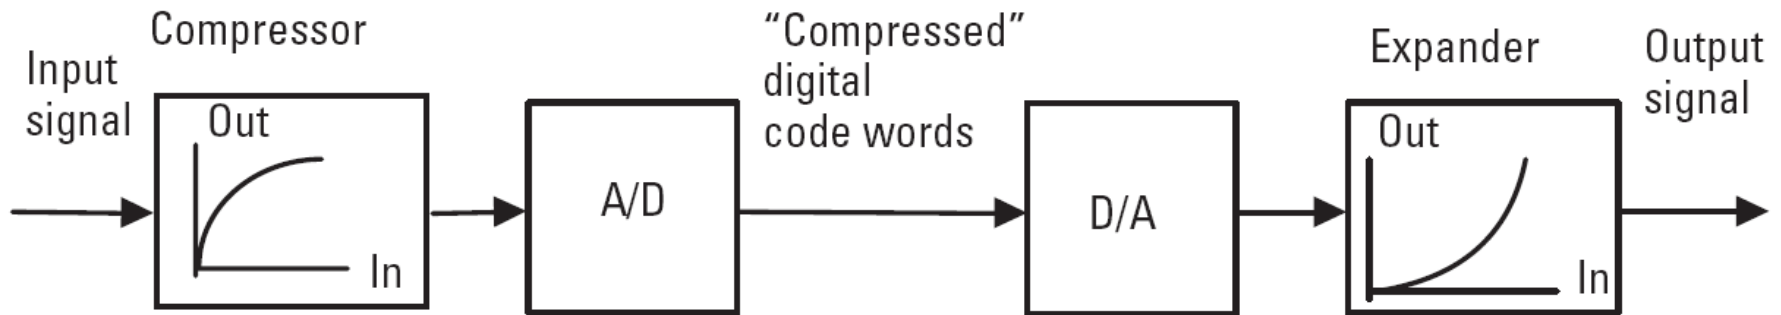 Input
signal
Compressor
Out
In
A/D
“Compressed”
digital
code words
D/A
Expander
Out
In
Output
signal